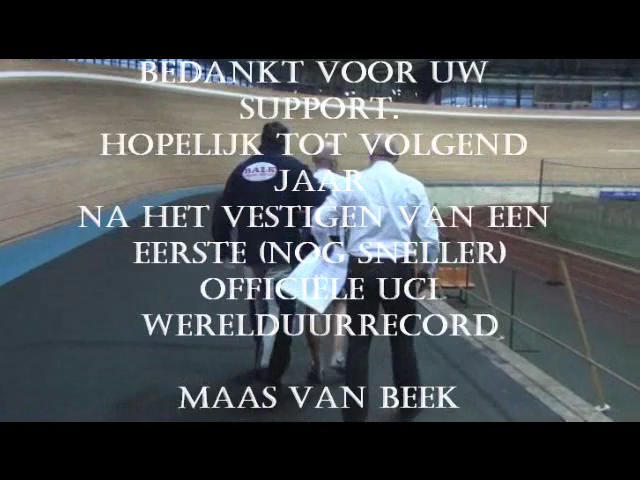 BEDANKT VOOR UW
SUPPORT.
HOPELIJK TOT VOLGEND
JAAR
NA HET VESTIGEN VAN EEN
EERSTE (NOG SNELLER)
OFFICIËLE UCI
WERELDUURRECORD
MAAS VAN BEEK
BALK